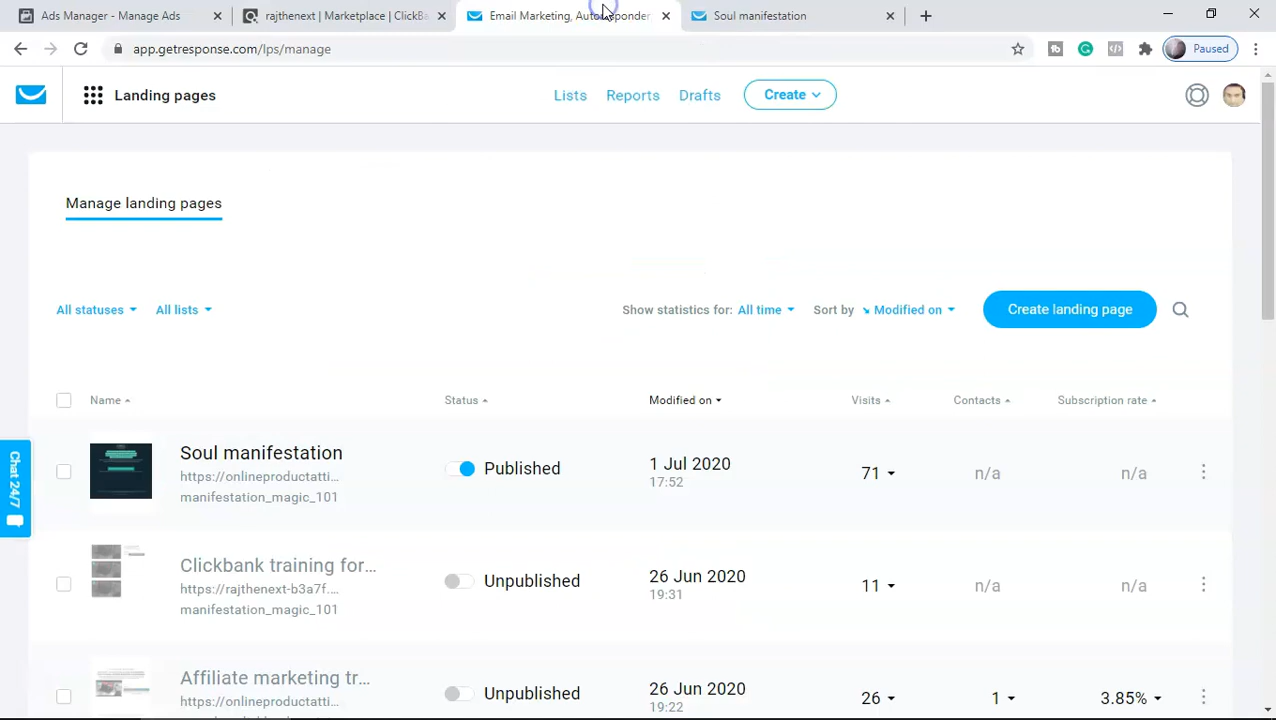 Ads Manager - Manage Ads
rajthenext | Marketplace | ClickBa
Email Marketing, Autoresponder
Soul manifestation
app.getresponse.com/lps/manage
Paused
Landing pages
Lists
Reports
Drafts
Create
Manage landing pages
All statuses
All lists
Show statistics for: All time
Sort by Modified on
Create landing page
Name
Status
Modified on
Visits
Contacts
Subscription rate
Soul manifestation
https://onlineproductatti...
manifestation_magic_101
Published
1 Jul 2020
17:52
71
n/a
n/a
Chat 24/7
Clickbank training for...
https://rajthenext-b3a7f....
manifestation_magic_101
Unpublished
26 Jun 2020
19:31
11
n/a
n/a
Affiliate marketing tr...
https://onlineproductatti...
Unpublished
26 Jun 2020
19:22
26
1
3.85%